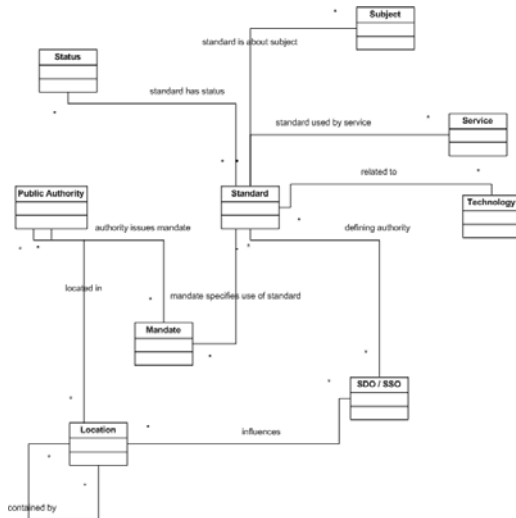 Subject
standard is about subject
Status
standard has status
Service
standard used by service
related to
Public Authority
Standard
Technology
authority issues mandate
defining authority
located in
mandate specifies use of standard
Mandate
SDO / SSO
Location
influences
contained by